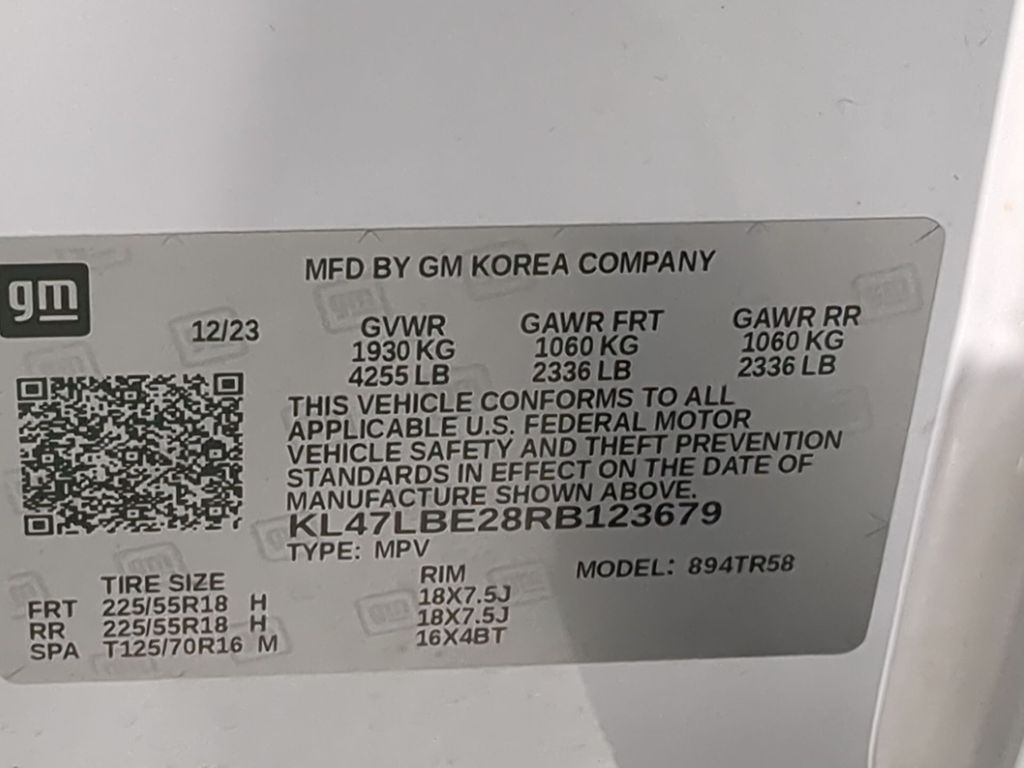 MFD BY GM KOREA COMPANY
gm
12/23 GVWR GAWR FRT GAWR RR
1930 KG 1060 KG 1060 KG
4255 LB 2336 LB 2336 LB
THIS VEHICLE CONFORMS TO ALL
APPLICABLE U.S. FEDERAL MOTOR
VEHICLE SAFETY AND THEFT PREVENTION
STANDARDS IN EFFECT ON THE DATE OF
MANUFACTURE SHOWN ABOVE.
KL47LBE28RB123679
TYPE: MPV MODEL: 894TR58
TIRE SIZE RIM
FRT 225/55R18 H 18X7.5J
RR 225/55R18 H 18X7.5J
SPA T125/70R16 M 16X4BT